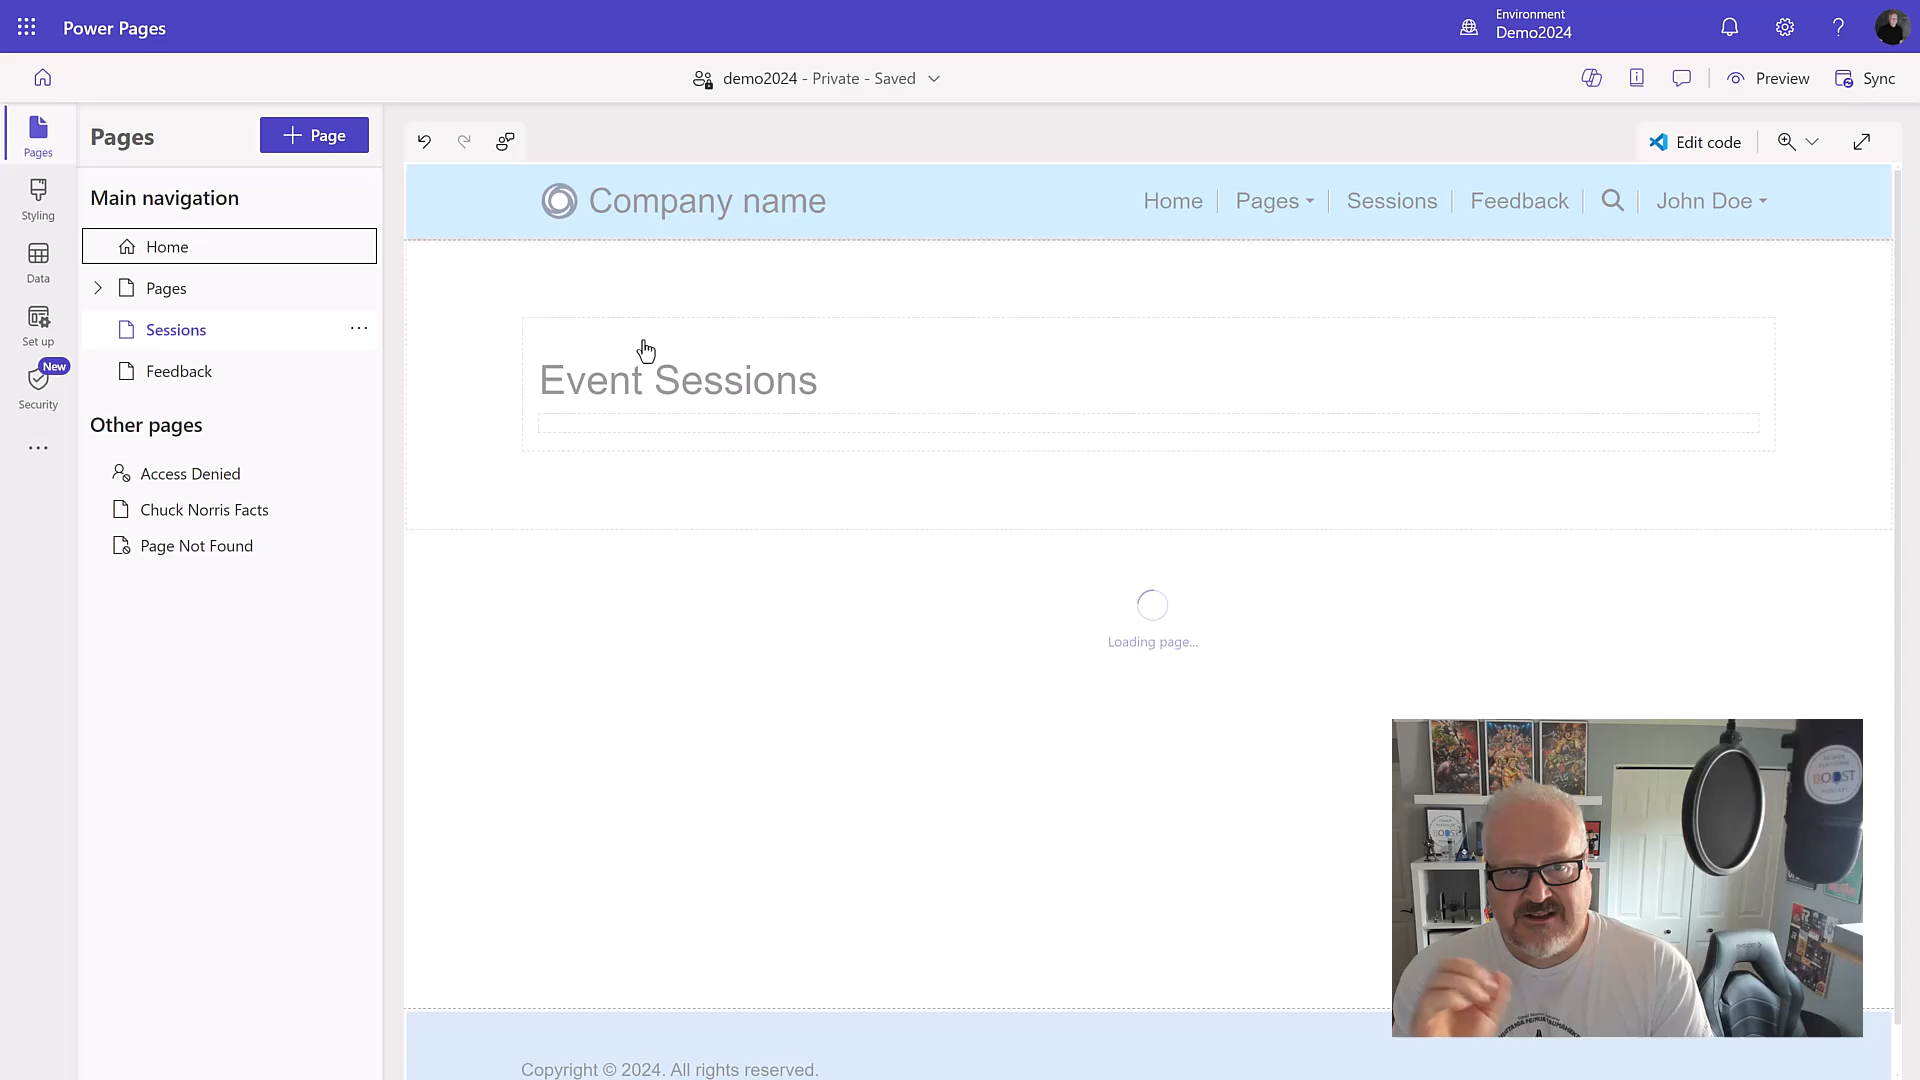 Power Pages
Environment
Demo2024
demo2024 - Private - Saved
Preview
Sync
Pages
Styling
Data
Set up
New
Security
Pages
Page
Main navigation
Home
Pages
Sessions
Feedback
Other pages
Access Denied
Chuck Norris Facts
Page Not Found
Edit code
Company name
Home
Pages
Sessions
Feedback
John Doe
Event Sessions
Loading page...
BOOST
Copyright © 2024. All rights reserved.